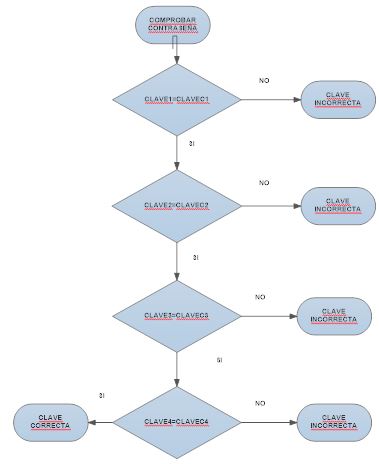 COMPROBAR
CONTRASEÑA
CLAVE1=CLAVEC1
NO
CLAVE
INCORRECTA
SI
CLAVE2=CLAVEC2
NO
CLAVE
INCORRECTA
SI
CLAVE3=CLAVEC3
NO
CLAVE
INCORRECTA
SI
CLAVE4=CLAVEC4
SI
NO
CLAVE
CORRECTA
CLAVE
INCORRECTA